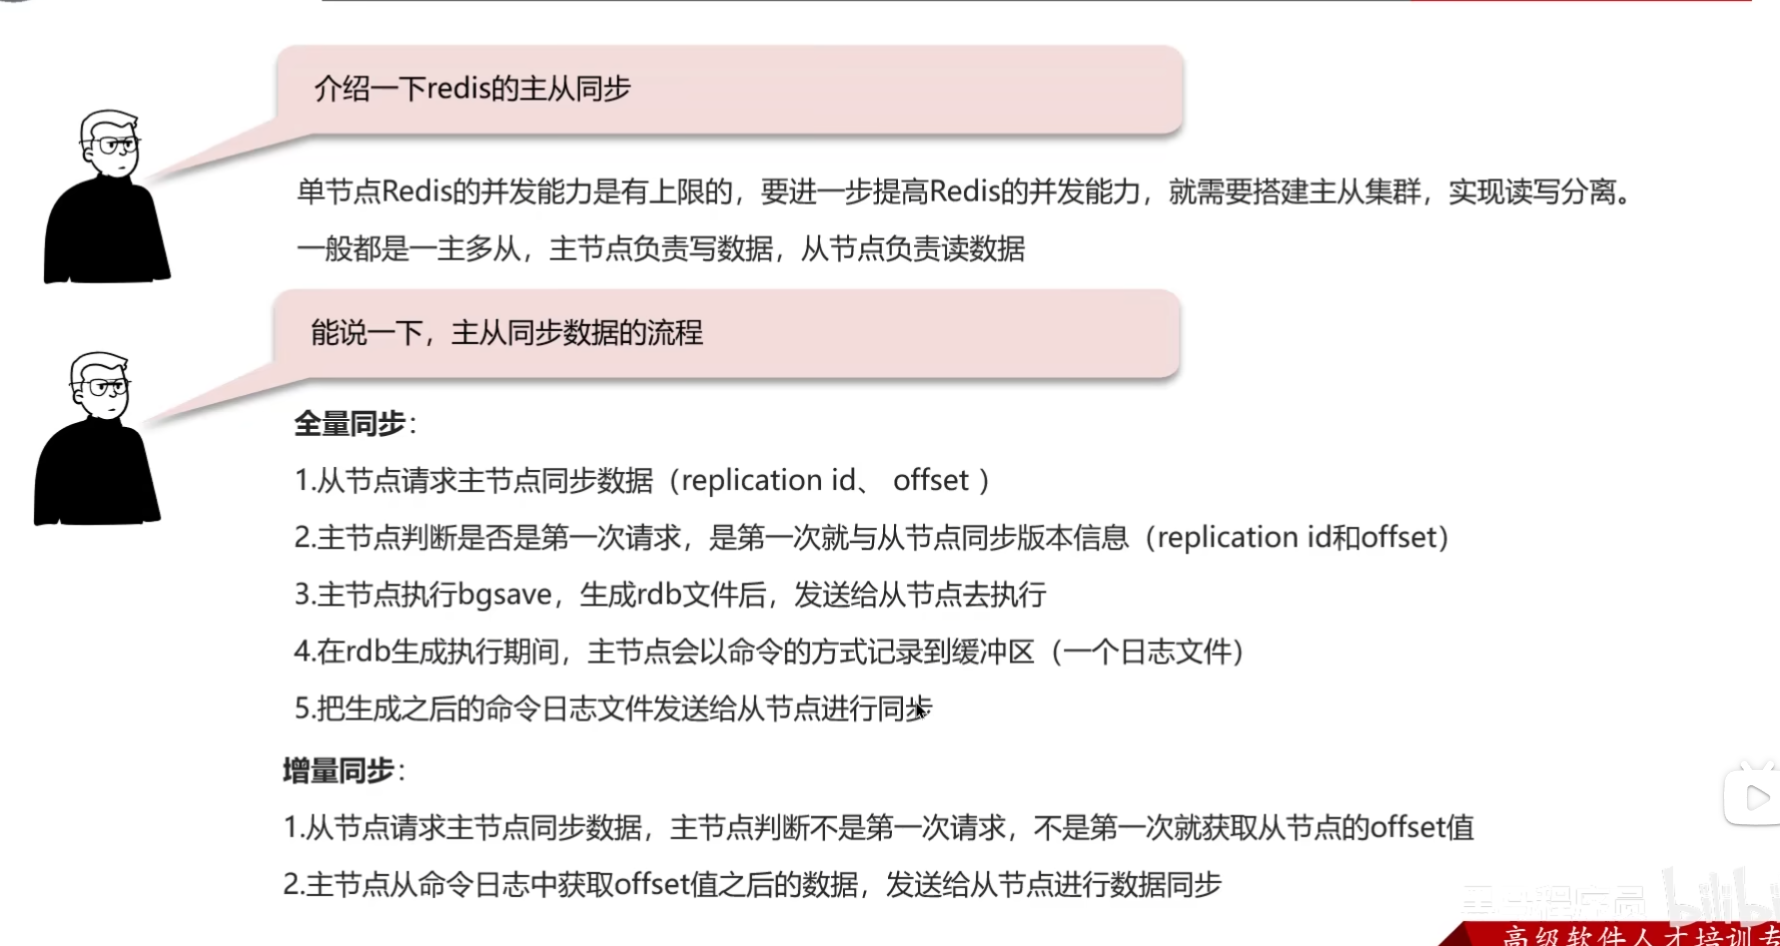 介绍一下redis的主从同步
单节点Redis的并发能力是有上限的，要进一步提高Redis的并发能力，就需要搭建主从集群，实现读写分离。
一般都是一主多从，主节点负责写数据，从节点负责读数据
能说一下，主从同步数据的流程
全量同步：
1.从节点请求主节点同步数据（replication id、 offset ）
2.主节点判断是否是第一次请求，是第一次就与从节点同步版本信息（replication id和offset）
3.主节点执行bgsave，生成rdb文件后，发送给从节点去执行
4.在rdb生成执行期间，主节点会以命令的方式记录到缓冲区（一个日志文件）
5.把生成之后的命令日志文件发送给从节点进行同步
增量同步：
1.从节点请求主节点同步数据，主节点判断不是第一次请求，不是第一次就获取从节点的offset值
2.主节点从命令日志中获取offset值之后的数据，发送给从节点进行数据同步
程序员
高级软件人才培训专